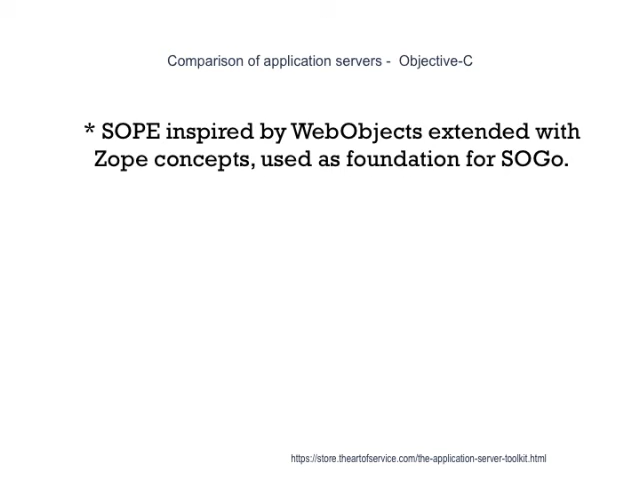 Comparison of application servers - Objective-C
* SOPE inspired by WebObjects extended with
Zope concepts, used as foundation for SOGo.
https://store.theartofservice.com/the-application-server-toolkit.html